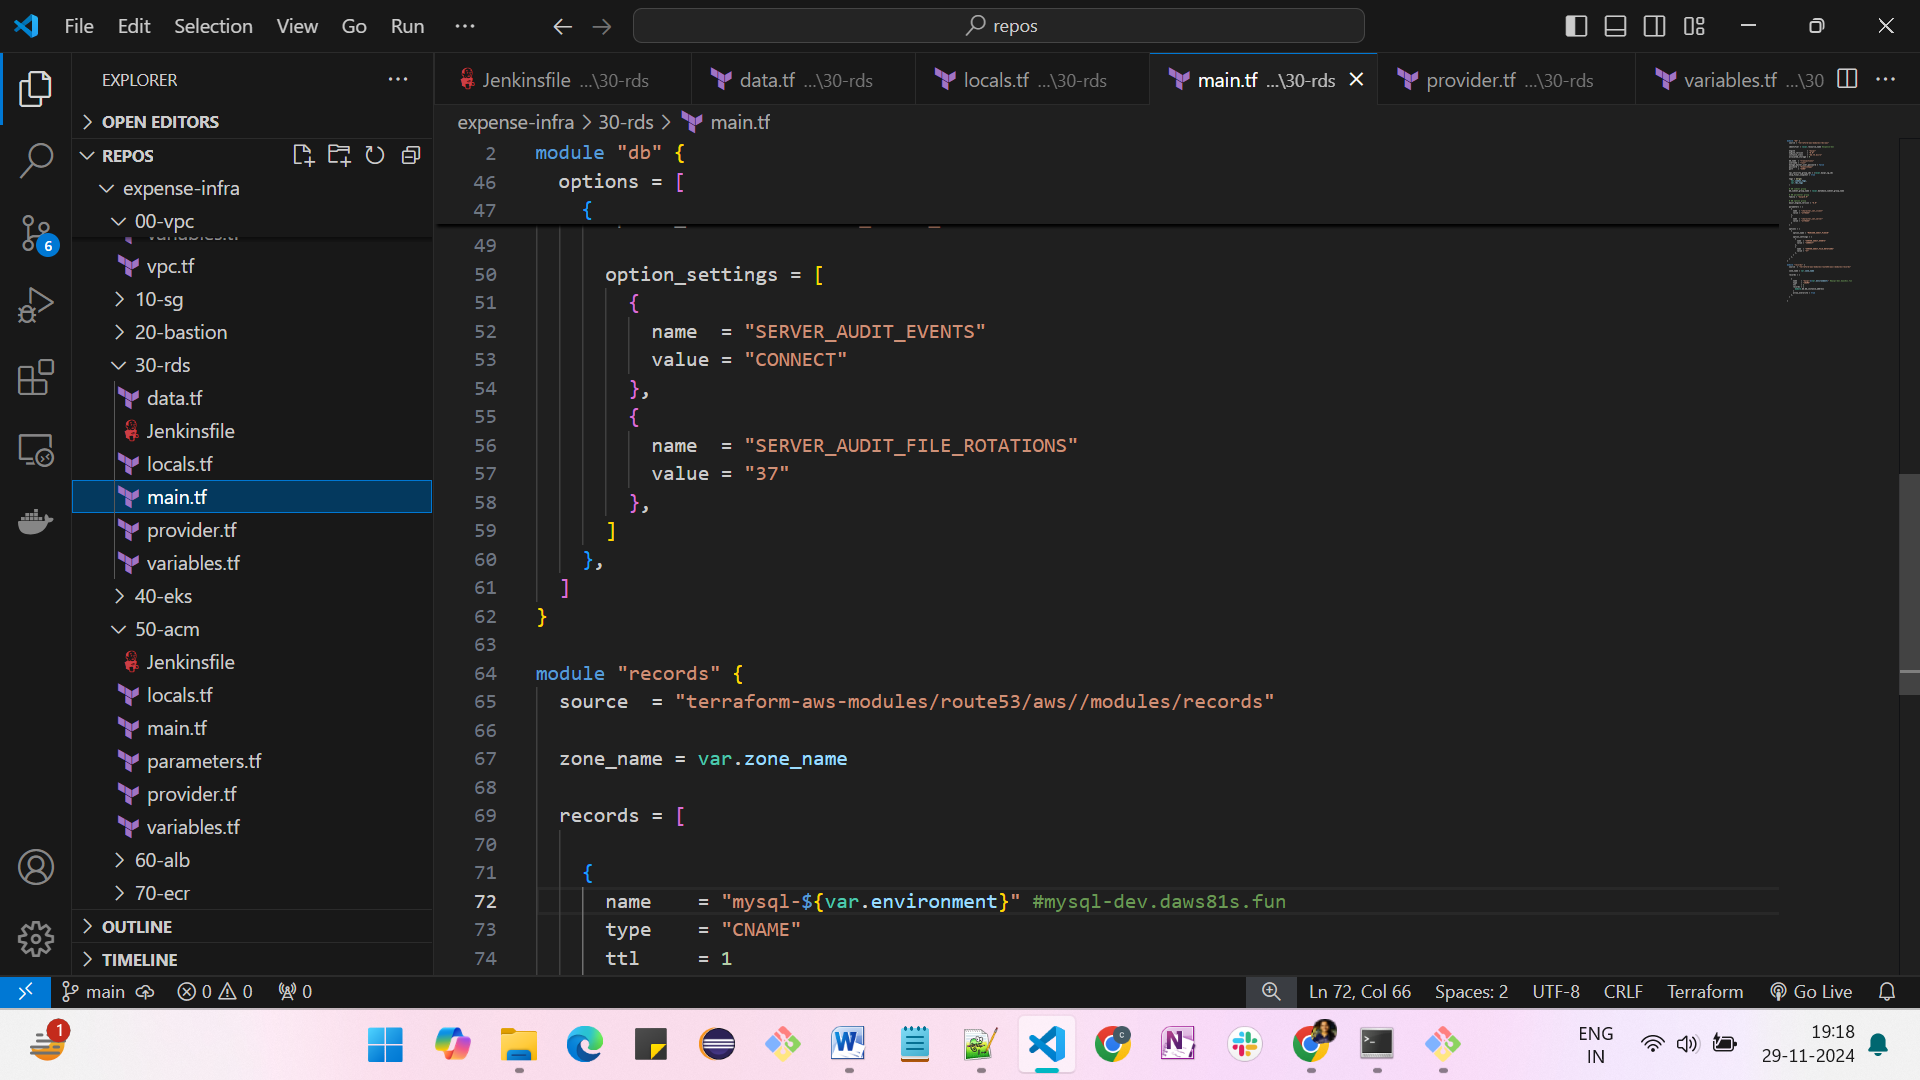 File Edit Selection View Go Run ··· repos
EXPLORER ···
OPEN EDITORS
REPOS
expense-infra
00-vpc
variables.tf
vpc.tf
10-sg
20-bastion
30-rds
data.tf
Jenkinsfile
locals.tf
main.tf
provider.tf
variables.tf
40-eks
50-acm
Jenkinsfile
locals.tf
main.tf
parameters.tf
provider.tf
variables.tf
60-alb
70-ecr
OUTLINE
TIMELINE
6
Jenkinsfile ...\30-rds data.tf ...\30-rds locals.tf ...\30-rds main.tf ...\30-rds provider.tf ...\30-rds variables.tf ...\30 ···
expense-infra > 30-rds > main.tf
2 module "db" {
46 options = [
47 {
49
50 option_settings = [
51 {
52 name = "SERVER_AUDIT_EVENTS"
53 value = "CONNECT"
54 },
55 {
56 name = "SERVER_AUDIT_FILE_ROTATIONS"
57 value = "37"
58 },
59 ]
60 },
61 ]
62 }
63
64 module "records" {
65 source = "terraform-aws-modules/route53/aws//modules/records"
66
67 zone_name = var.zone_name
68
69 records = [
70
71 {
72 name = "mysql-${var.environment}" #mysql-dev.daws81s.fun
73 type = "CNAME"
74 ttl = 1
main 0 0 0 Ln 72, Col 66 Spaces: 2 UTF-8 CRLF Terraform Go Live
1
ENG
IN
19:18
29-11-2024